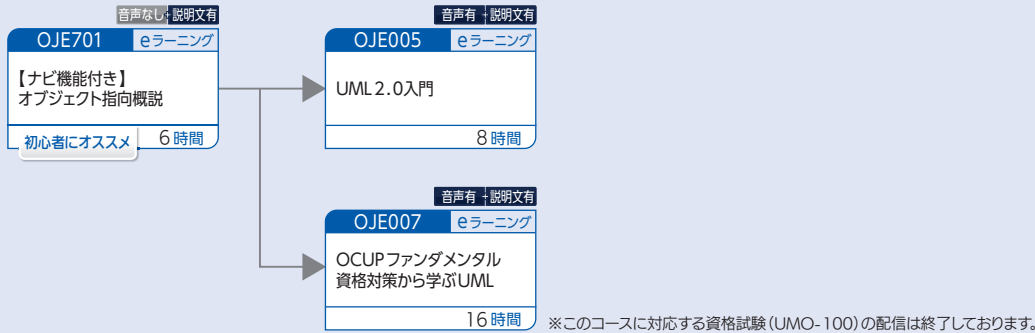 音声なし+説明文有
OJE701 eラーニング
【ナビ機能付き】
オブジェクト指向概説
初心者にオススメ 6時間
音声有+説明文有
OJE005 eラーニング
UML2.0入門
8時間
音声有+説明文有
OJE007 eラーニング
OCUPファンダメンタル
資格対策から学ぶUML
16時間
※このコースに対応する資格試験(UMO-100)の配信は終了しております。